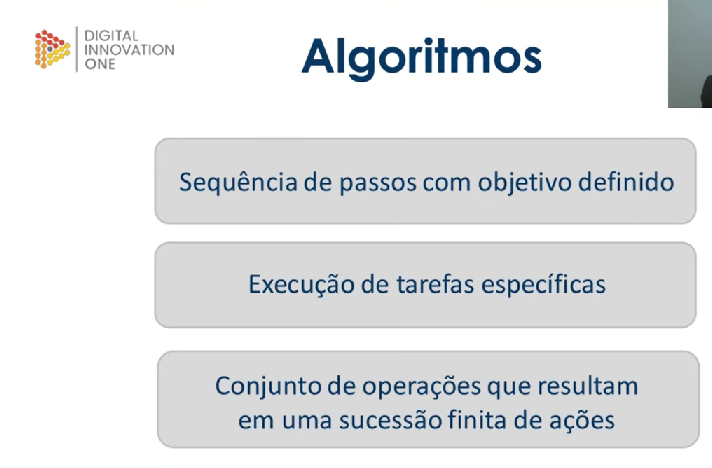 DIGITAL
INNOVATION
ONE
Algoritmos
Sequência de passos com objetivo definido
Execução de tarefas específicas
Conjunto de operações que resultam
em uma sucessão finita de ações